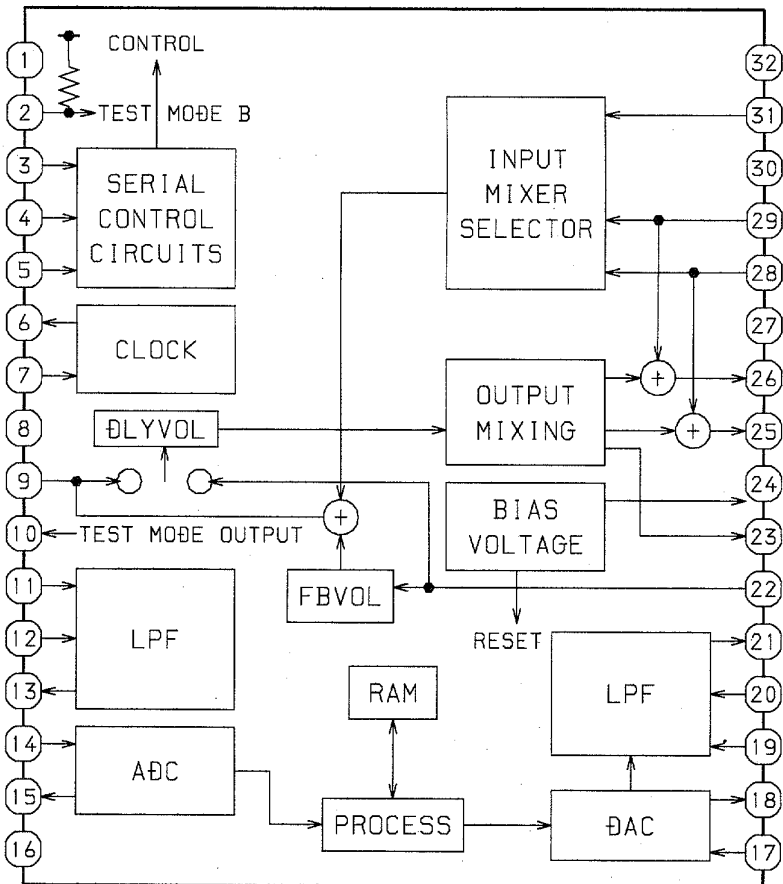 CONTROL
1
32
2
TEST MODE B
31
3
SERIAL
CONTROL
CIRCUITS
INPUT
MIXER
SELECTOR
30
4
29
5
28
6
CLOCK
27
7
OUTPUT
MIXING
26
8
DLYVOL
+
+
25
9
24
10
TEST MODE OUTPUT
+
BIAS
VOLTAGE
23
11
FBVOL
22
12
LPF
RESET
21
13
RAM
LPF
20
14
ADC
19
15
PROCESS
DAC
18
16
17